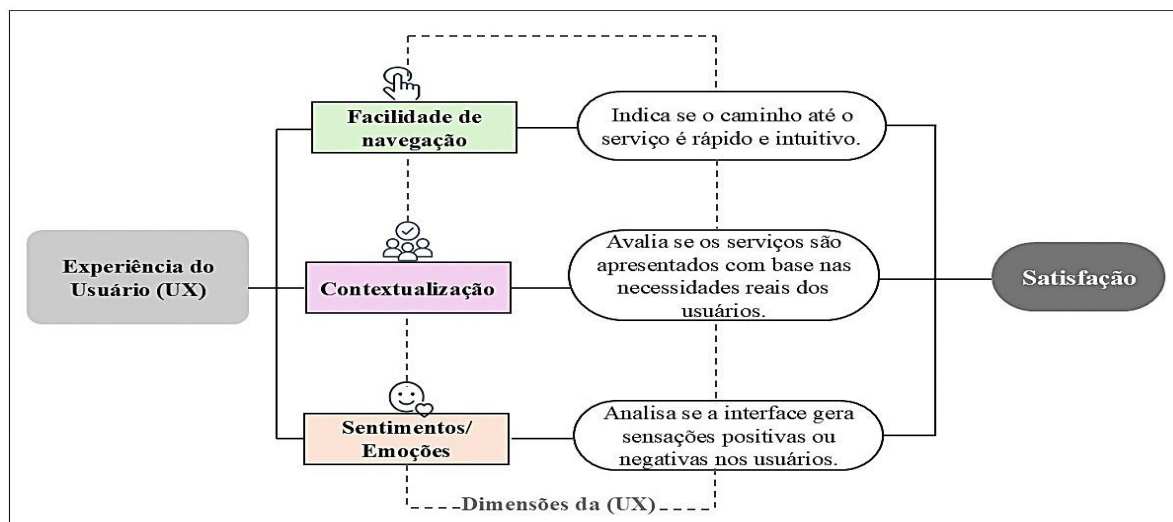 Facilidade de
navegação
Indica se o caminho até o
serviço é rápido e intuitivo.
Experiência do
Usuário (UX)
Contextualização
Avalia se os serviços são
apresentados com base nas
necessidades reais dos
usuários.
Satisfação
Sentimentos/
Emoções
Analisa se a interface gera
sensações positivas ou
negativas nos usuários.
Dimensões da (UX)